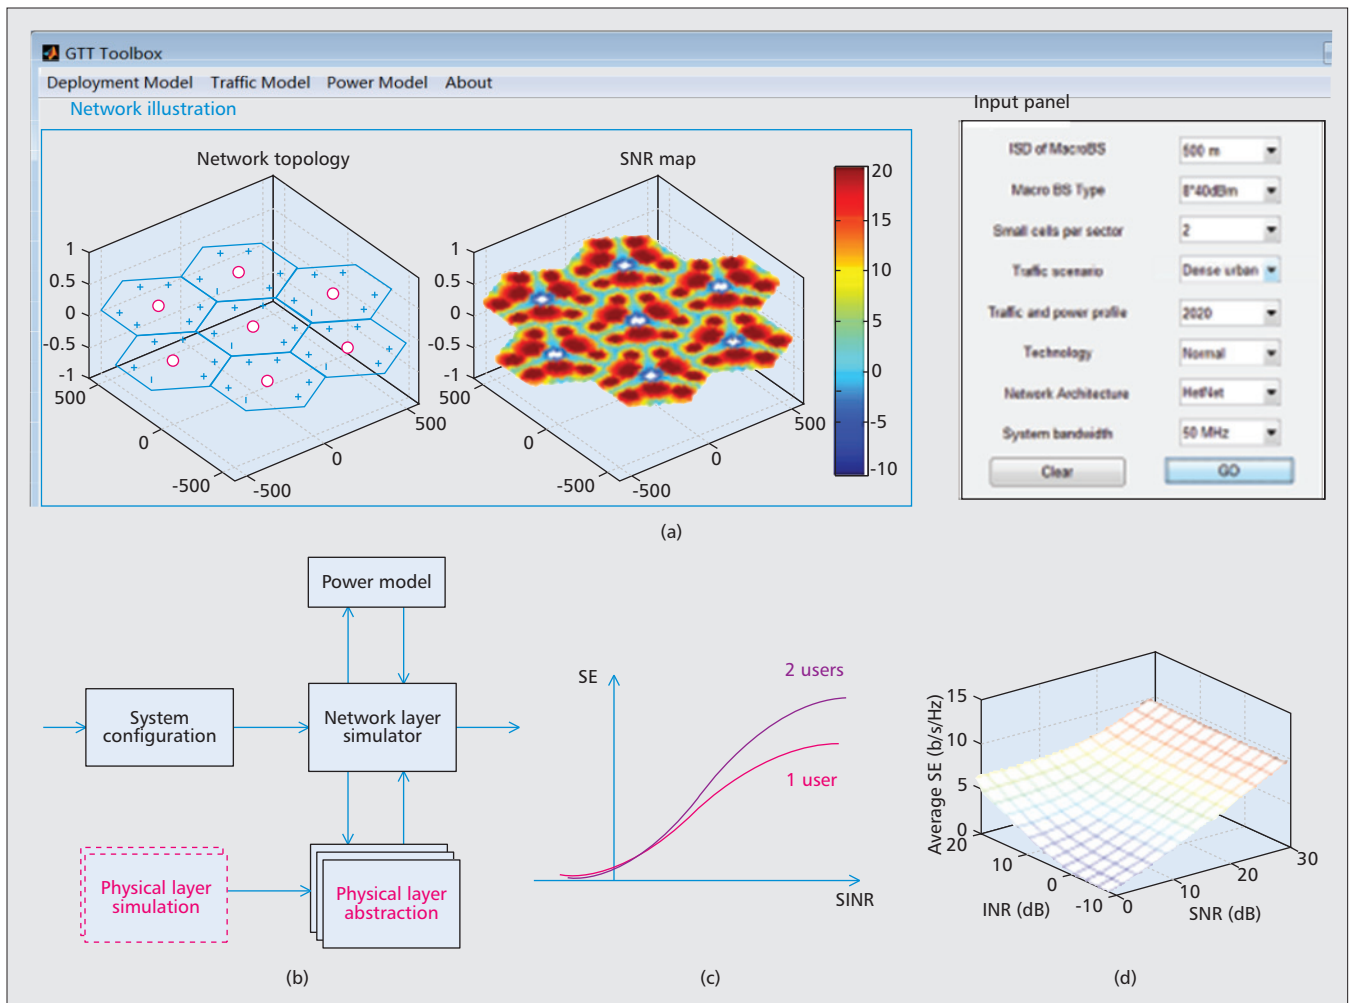 GTT Toolbox
Deployment Model Traffic Model Power Model About
Network illustration
Network topology
1
0.5
0
-0.5
-1
500
0
-500
-500
0
500
SNR map
1
0.5
0
-0.5
-1
500
0
-500
-500
0
500
20
15
10
5
0
-5
-10
Input panel
ISD of MacroBS 500 m
Macro BS Type 8*40dBm
Small cells per sector 2
Traffic scenario Dense urban
Traffic and power profile 2020
Technology Normal
Network Architecture HetNet
System bandwidth 50 MHz
Clear GO
(a)
Power model
System
configuration
Network layer
simulator
Physical layer
simulation
Physical layer
abstraction
(b)
SE
2 users
1 user
SINR
(c)
Average SE (b/s/Hz)
15
10
5
0
20
10
0
-10
INR (dB)
0
10
20
30
SNR (dB)
(d)